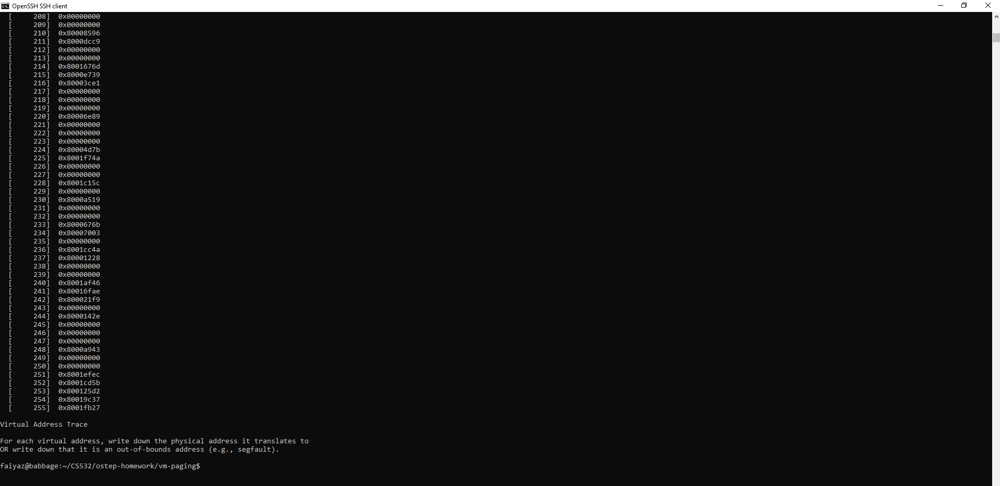 OpenSSH SSH client
[ 208] 0x00000000
[ 209] 0x00000000
[ 210] 0x80008596
[ 211] 0x8000dcc9
[ 212] 0x00000000
[ 213] 0x00000000
[ 214] 0x8001676d
[ 215] 0x8000e739
[ 216] 0x80003ce1
[ 217] 0x00000000
[ 218] 0x00000000
[ 219] 0x00000000
[ 220] 0x80006e89
[ 221] 0x00000000
[ 222] 0x00000000
[ 223] 0x00000000
[ 224] 0x80004d7b
[ 225] 0x8001f74a
[ 226] 0x00000000
[ 227] 0x00000000
[ 228] 0x8001c15c
[ 229] 0x00000000
[ 230] 0x8000a519
[ 231] 0x00000000
[ 232] 0x00000000
[ 233] 0x8000676b
[ 234] 0x80007003
[ 235] 0x00000000
[ 236] 0x8001cc4a
[ 237] 0x80001228
[ 238] 0x00000000
[ 239] 0x00000000
[ 240] 0x8001af46
[ 241] 0x80016fae
[ 242] 0x800021f9
[ 243] 0x00000000
[ 244] 0x8000142e
[ 245] 0x00000000
[ 246] 0x00000000
[ 247] 0x00000000
[ 248] 0x8000a943
[ 249] 0x00000000
[ 250] 0x00000000
[ 251] 0x8001efec
[ 252] 0x8001cd5b
[ 253] 0x800125d2
[ 254] 0x80019c37
[ 255] 0x8001fb27
Virtual Address Trace
For each virtual address, write down the physical address it translates to
OR write down that it is an out-of-bounds address (e.g., segfault).
faiyaz@babbage:~/CS532/ostep-homework/vm-paging$